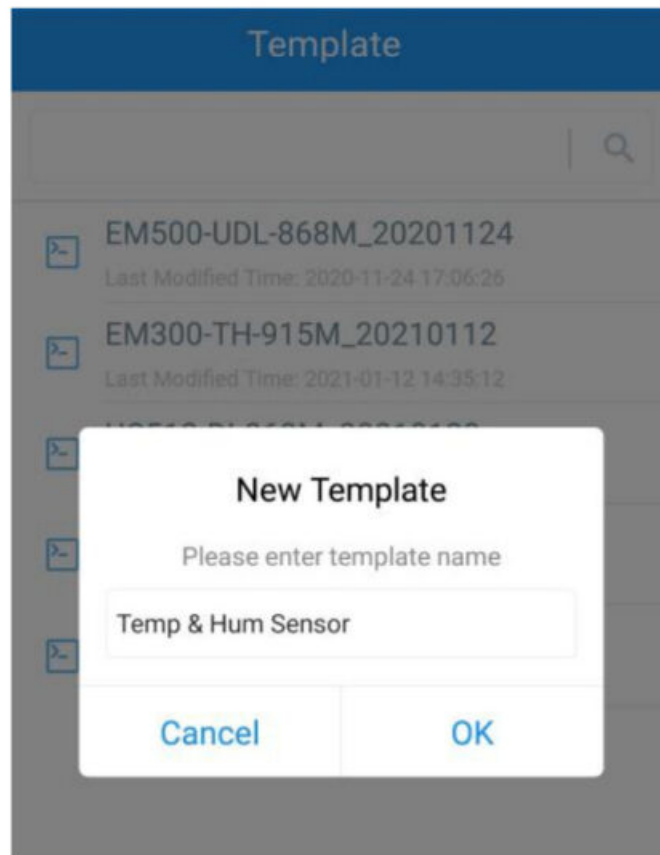 Template
EM500-UDL-868M_20201124
Last Modified Time: 2020-11-24 17:06:26
EM300-TH-915M_20210112
Last Modified Time: 2021-01-12 14:35:12
New Template
Please enter template name
Temp & Hum Sensor
Cancel
OK